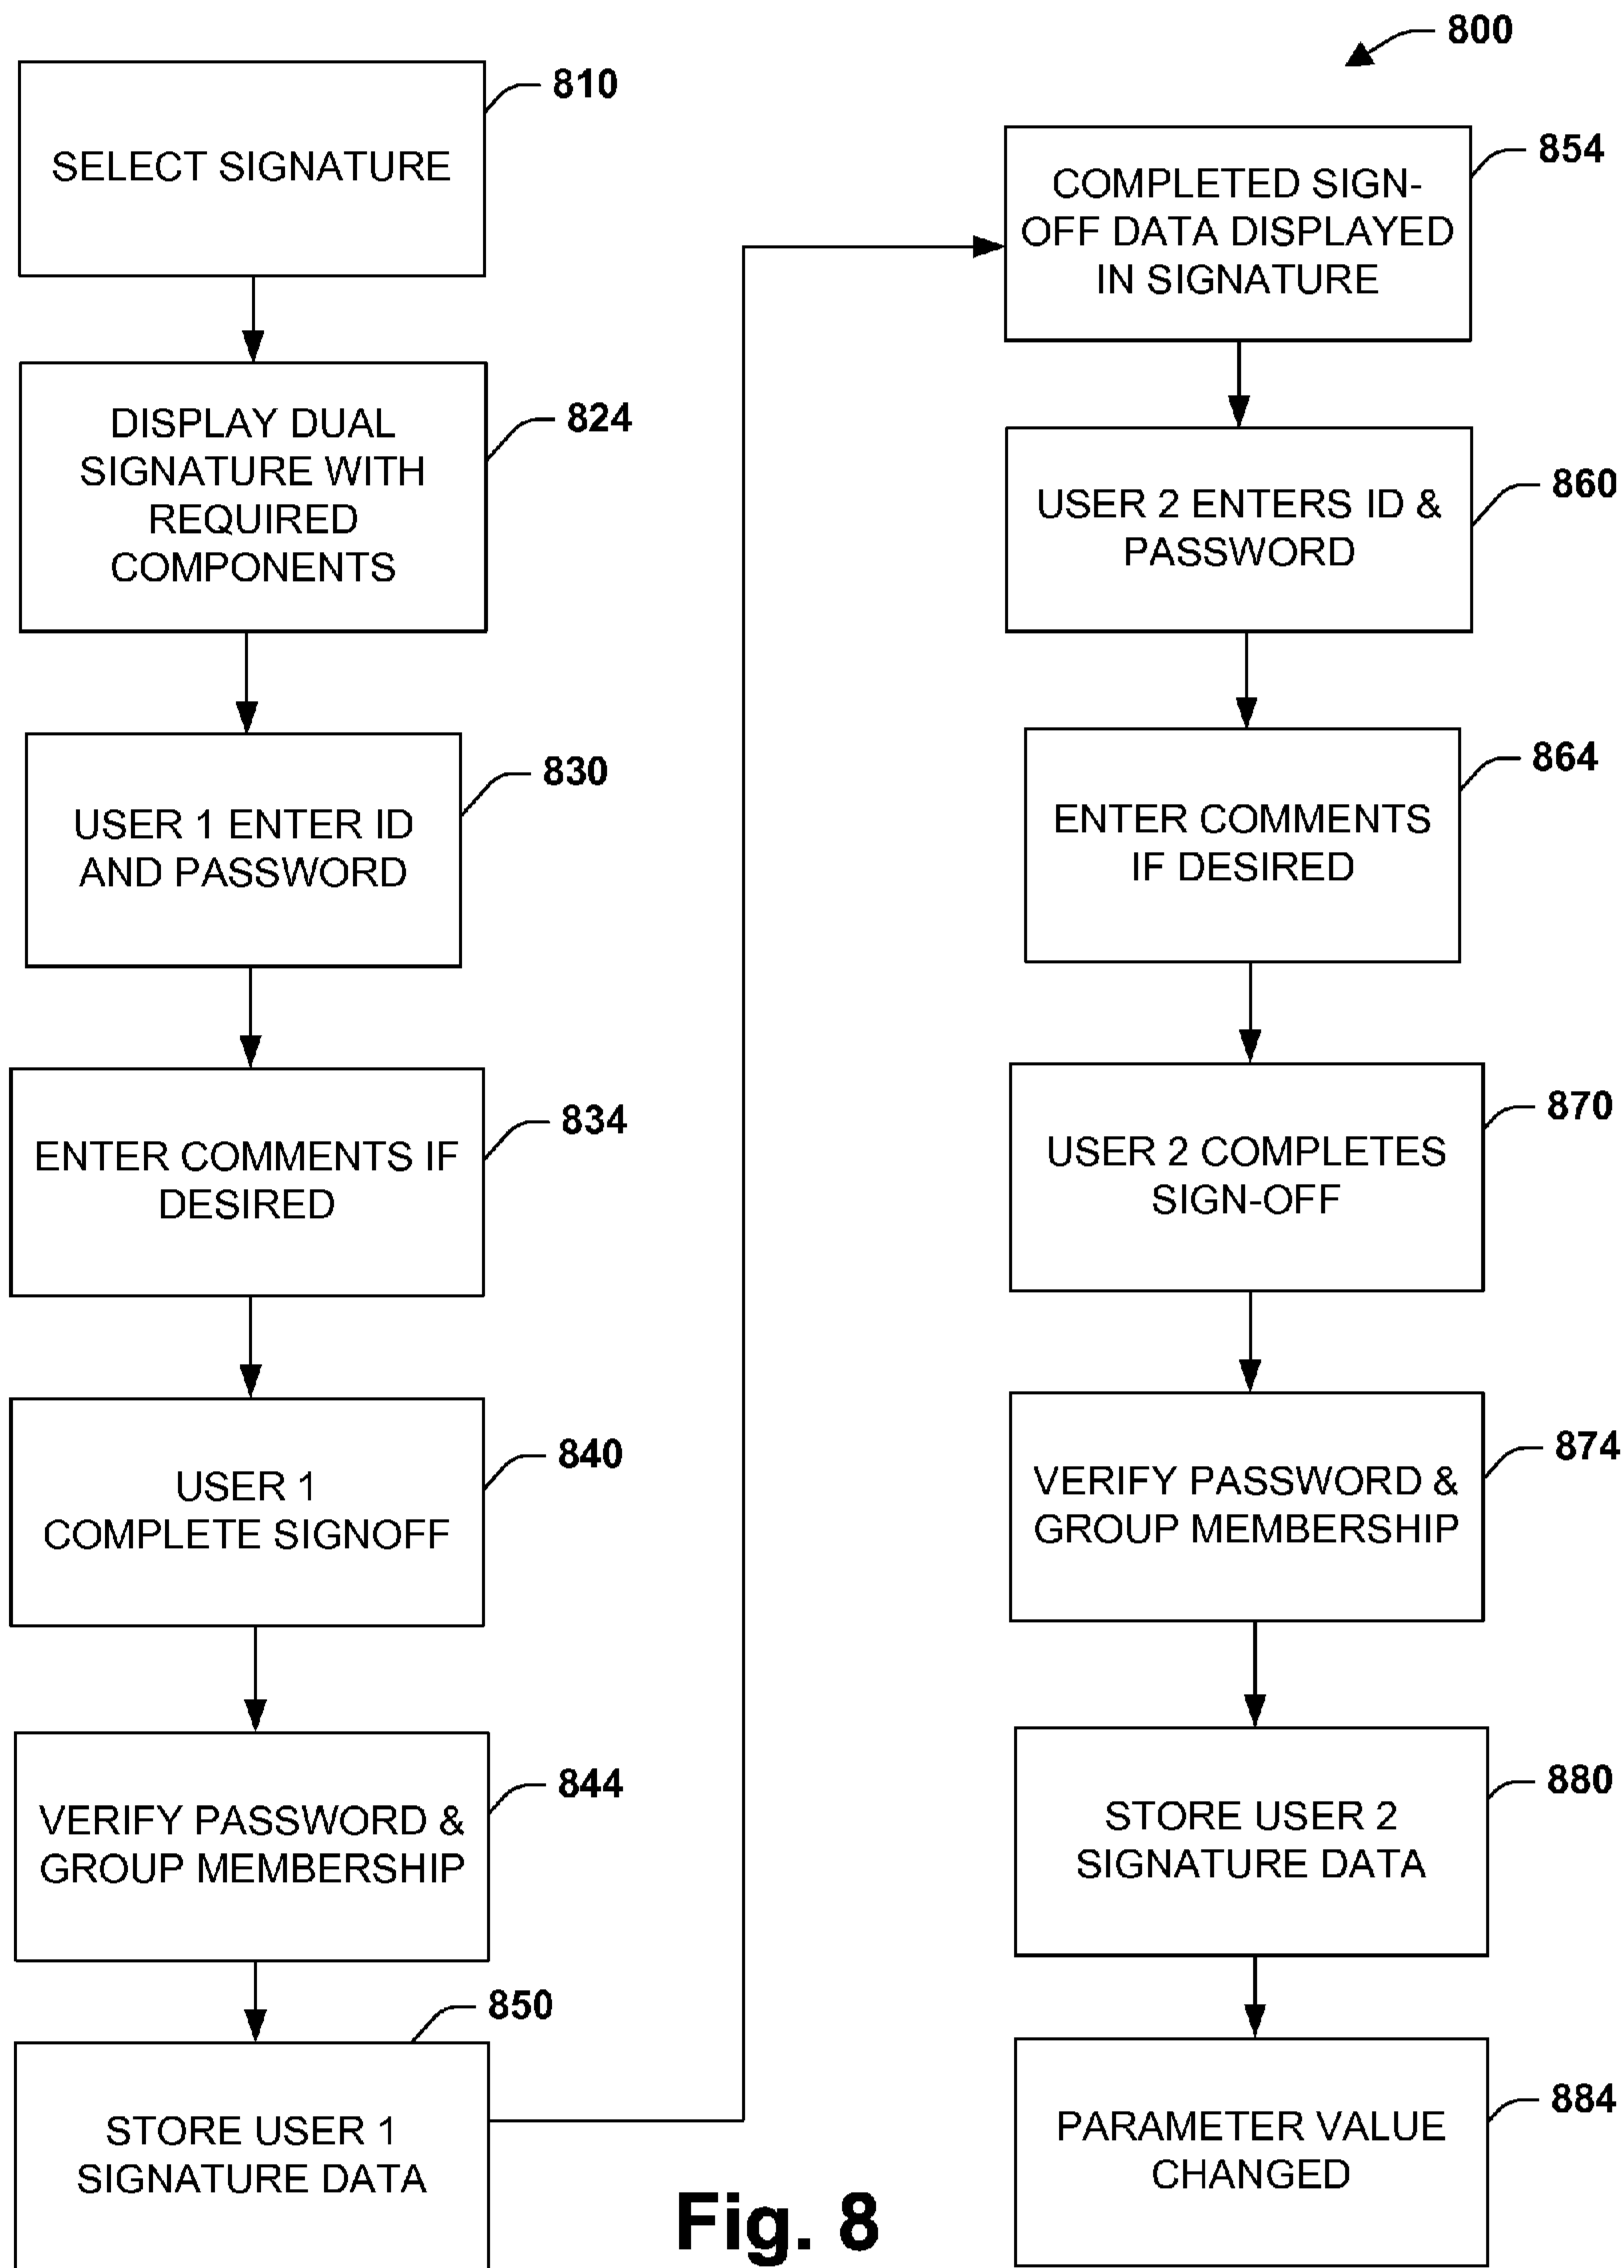 800
810
SELECT SIGNATURE
824
DISPLAY DUAL
SIGNATURE WITH
REQUIRED
COMPONENTS
830
USER 1 ENTER ID
AND PASSWORD
834
ENTER COMMENTS IF
DESIRED
840
USER 1
COMPLETE SIGNOFF
844
VERIFY PASSWORD &
GROUP MEMBERSHIP
850
STORE USER 1
SIGNATURE DATA
854
COMPLETED SIGN-
OFF DATA DISPLAYED
IN SIGNATURE
860
USER 2 ENTERS ID &
PASSWORD
864
ENTER COMMENTS
IF DESIRED
870
USER 2 COMPLETES
SIGN-OFF
874
VERIFY PASSWORD &
GROUP MEMBERSHIP
880
STORE USER 2
SIGNATURE DATA
884
PARAMETER VALUE
CHANGED
Fig. 8